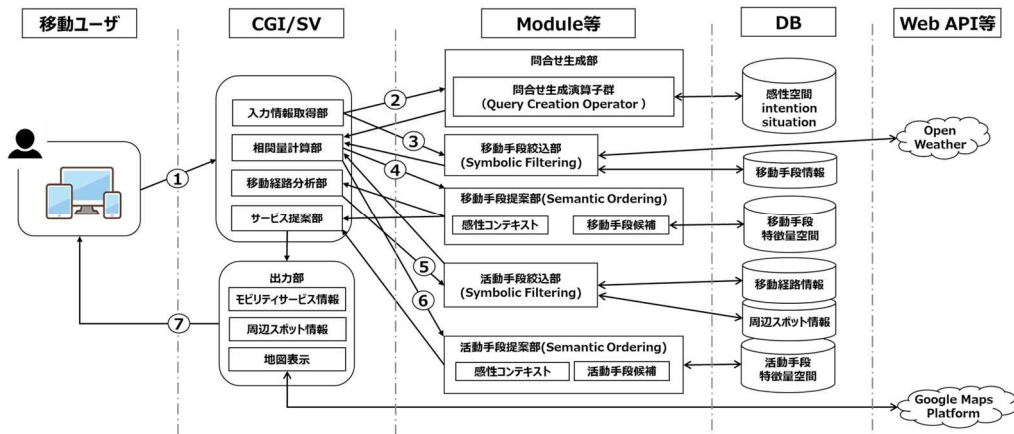 移動ユーザ
CGI/SV
Module等
DB
Web API等
問合せ生成部
問合せ生成演算子群
(Query Creation Operator )
感性空間
intention
situation
入力情報取得部
相関量計算部
移動経路分析部
サービス提案部
①
②
③
④
⑤
⑥
⑦
移動手段絞込部
(Symbolic Filtering)
Open
Weather
移動手段情報
移動手段提案部(Semantic Ordering)
感性コンテキスト
移動手段候補
移動手段
特徴量空間
出力部
モビリティサービス情報
周辺スポット情報
地図表示
活動手段絞込部
(Symbolic Filtering)
移動経路情報
周辺スポット情報
活動手段提案部(Semantic Ordering)
感性コンテキスト
活動手段候補
活動手段
特徴量空間
Google Maps
Platform